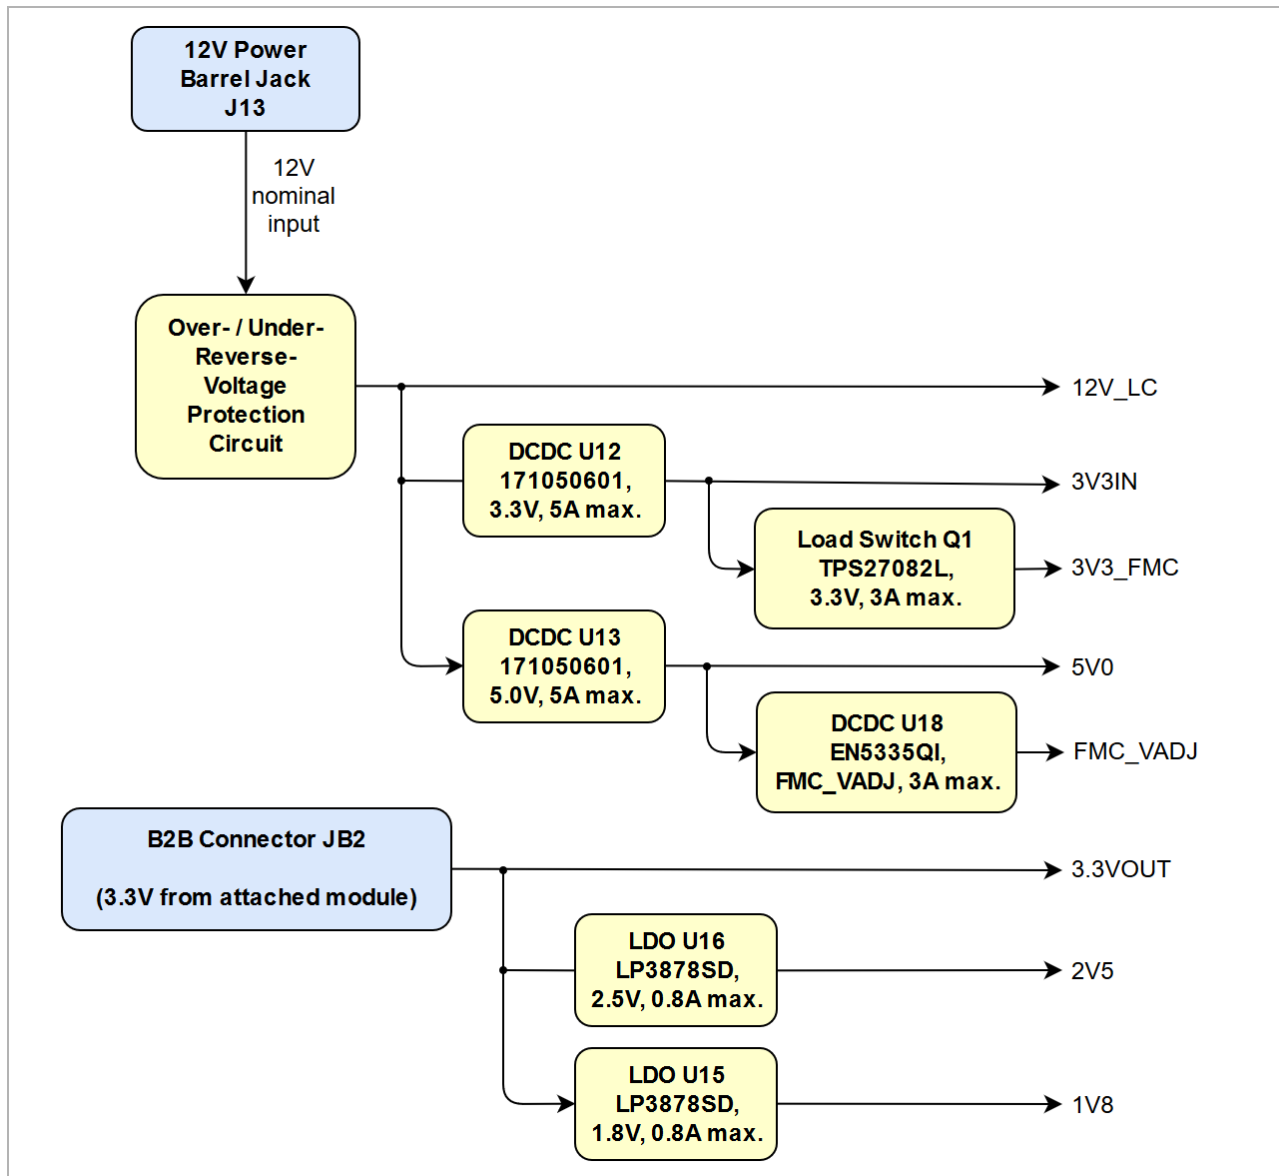 12V Power
Barrel Jack
J13
12V
nominal
input
Over- / Under-
Reverse-
Voltage
Protection
Circuit
12V_LC
DCDC U12
171050601,
3.3V, 5A max.
3V3IN
Load Switch Q1
TPS27082L,
3.3V, 3A max.
3V3_FMC
DCDC U13
171050601,
5.0V, 5A max.
5V0
DCDC U18
EN5335QI,
FMC_VADJ, 3A max.
FMC_VADJ
B2B Connector JB2
(3.3V from attached module)
3.3VOUT
LDO U16
LP3878SD,
2.5V, 0.8A max.
2V5
LDO U15
LP3878SD,
1.8V, 0.8A max.
1V8